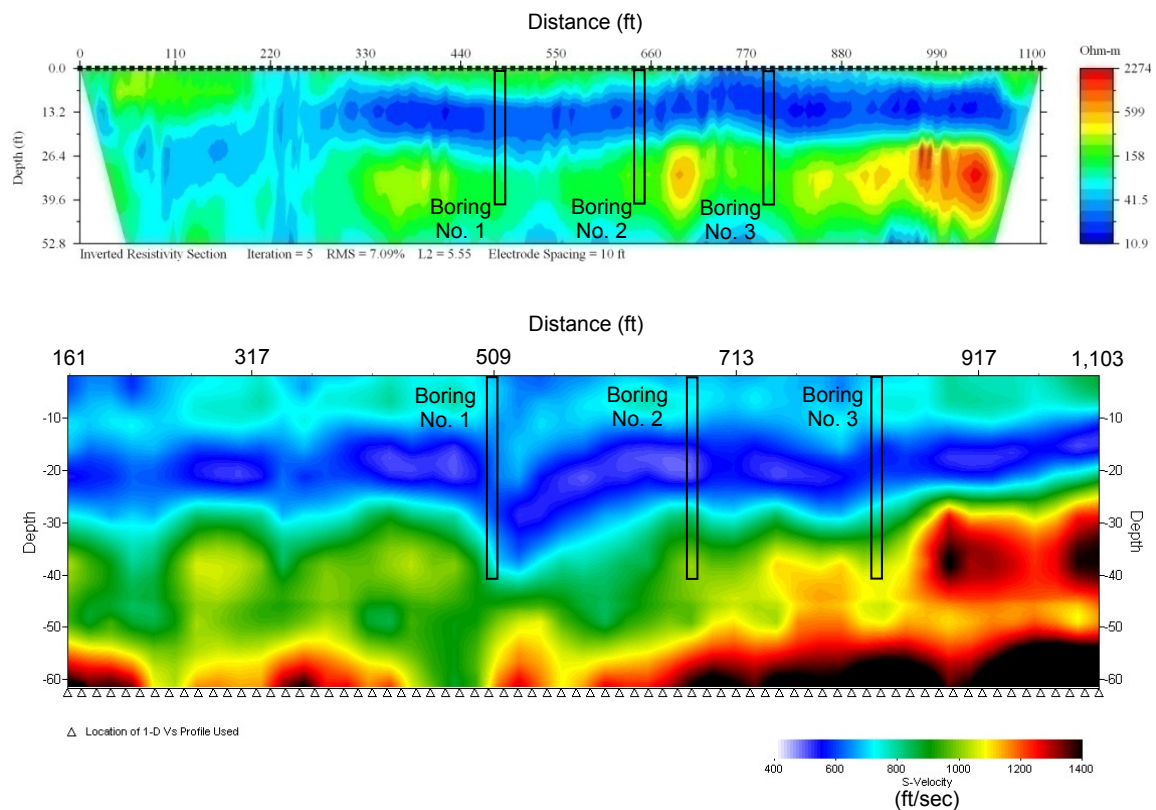 Distance (ft)
0 110 220 330 440 550 660 770 880 990 1100
Ohm-m
0.0
13.2
26.4
39.6
52.8
Depth (ft)
2274
599
158
41.5
10.9
Boring
No. 1
Boring
No. 2
Boring
No. 3
Inverted Resistivity Section Iteration = 5 RMS = 7.09% L2 = 5.55 Electrode Spacing = 10 ft
Distance (ft)
161 317 509 713 917 1,103
Boring
No. 1
Boring
No. 2
Boring
No. 3
-10 -10
-20 -20
-30 -30
-40 -40
-50 -50
-60 -60
Depth Depth
△ Location of 1-D Vs Profile Used
400 600 800 1000 1200 1400
S-Velocity
(ft/sec)